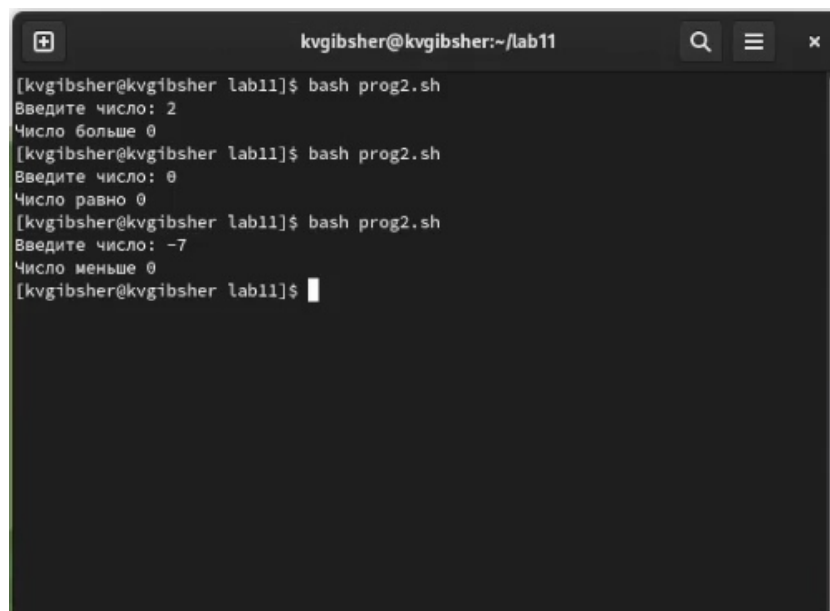 kvgibsher@kvgibsher:~/lab11
[kvgibsher@kvgibsher lab11]$ bash prog2.sh
Введите число: 2
Число больше 0
[kvgibsher@kvgibsher lab11]$ bash prog2.sh
Введите число: 0
Число равно 0
[kvgibsher@kvgibsher lab11]$ bash prog2.sh
Введите число: -7
Число меньше 0
[kvgibsher@kvgibsher lab11]$